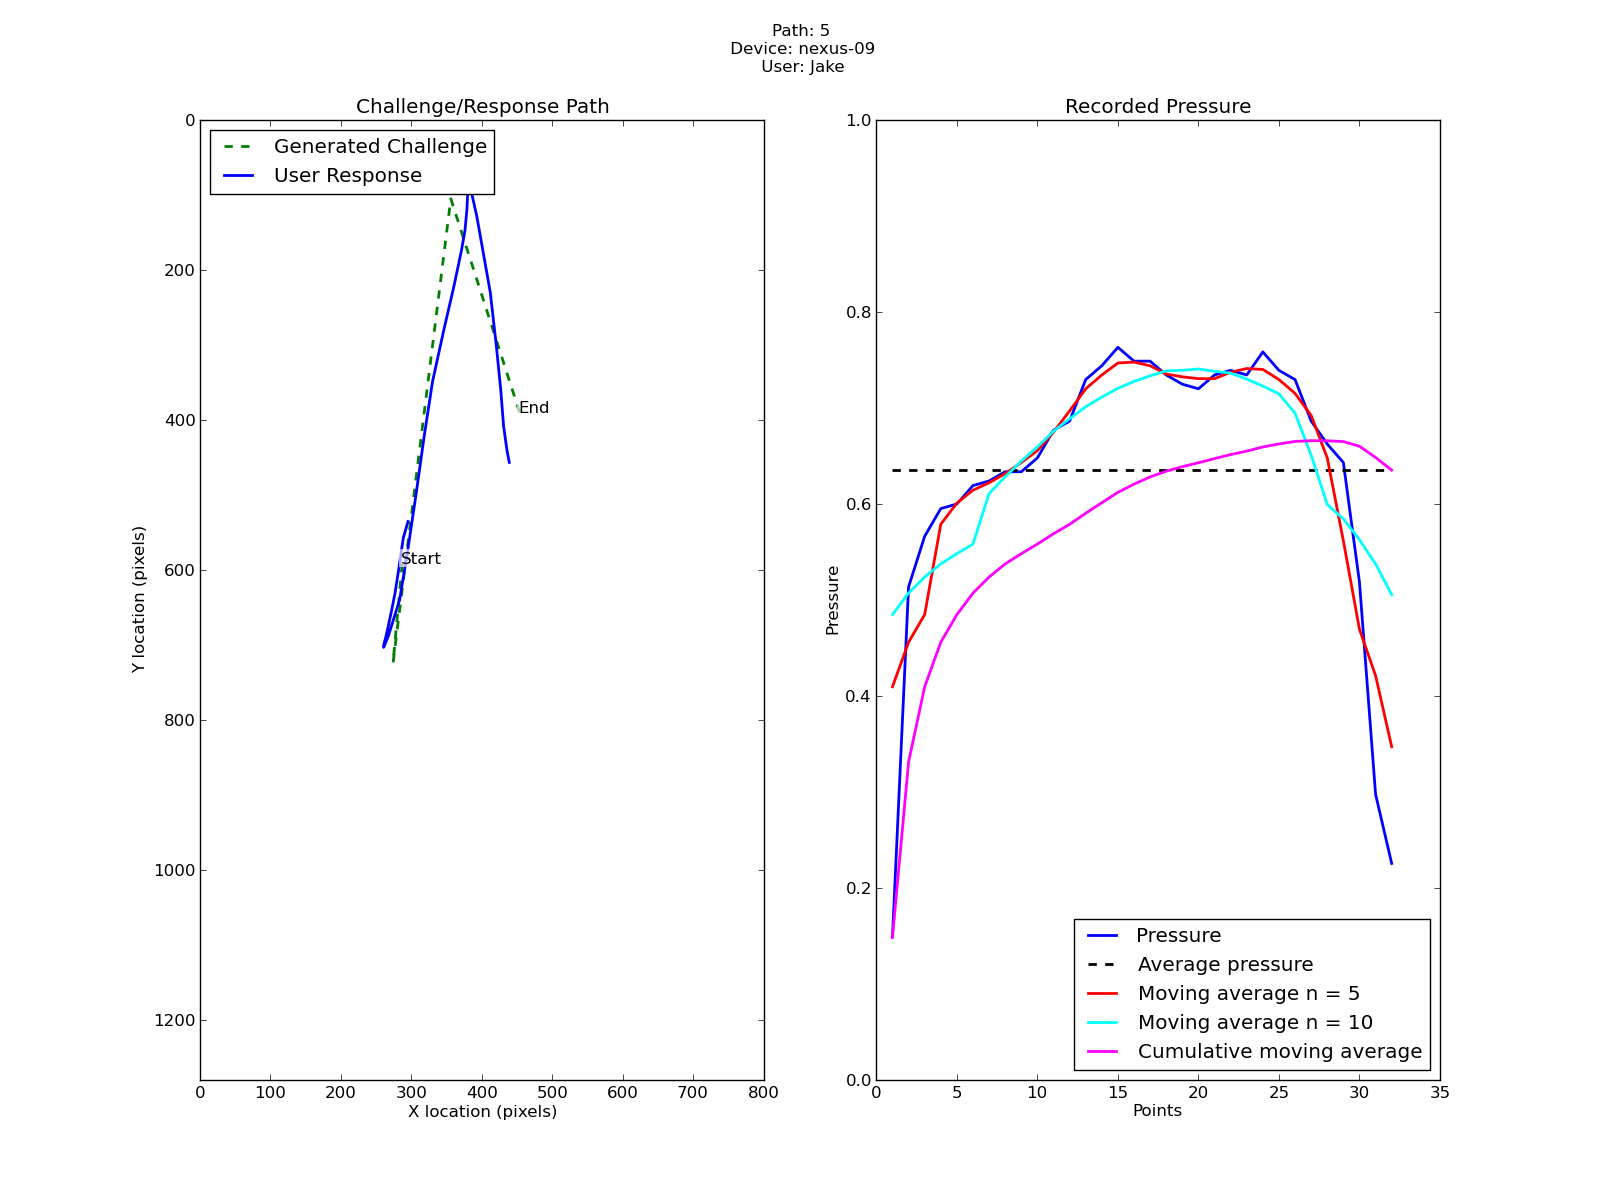 Path: 5
Device: nexus-09
User: Jake
Challenge/Response Path
Generated Challenge
User Response
0
200
400
600
800
1000
1200
Y location (pixels)
Start
End
0 100 200 300 400 500 600 700 800
X location (pixels)
Recorded Pressure
1.0
0.8
0.6
0.4
0.2
0.0
Pressure
Pressure
Average pressure
Moving average n = 5
Moving average n = 10
Cumulative moving average
0 5 10 15 20 25 30 35
Points